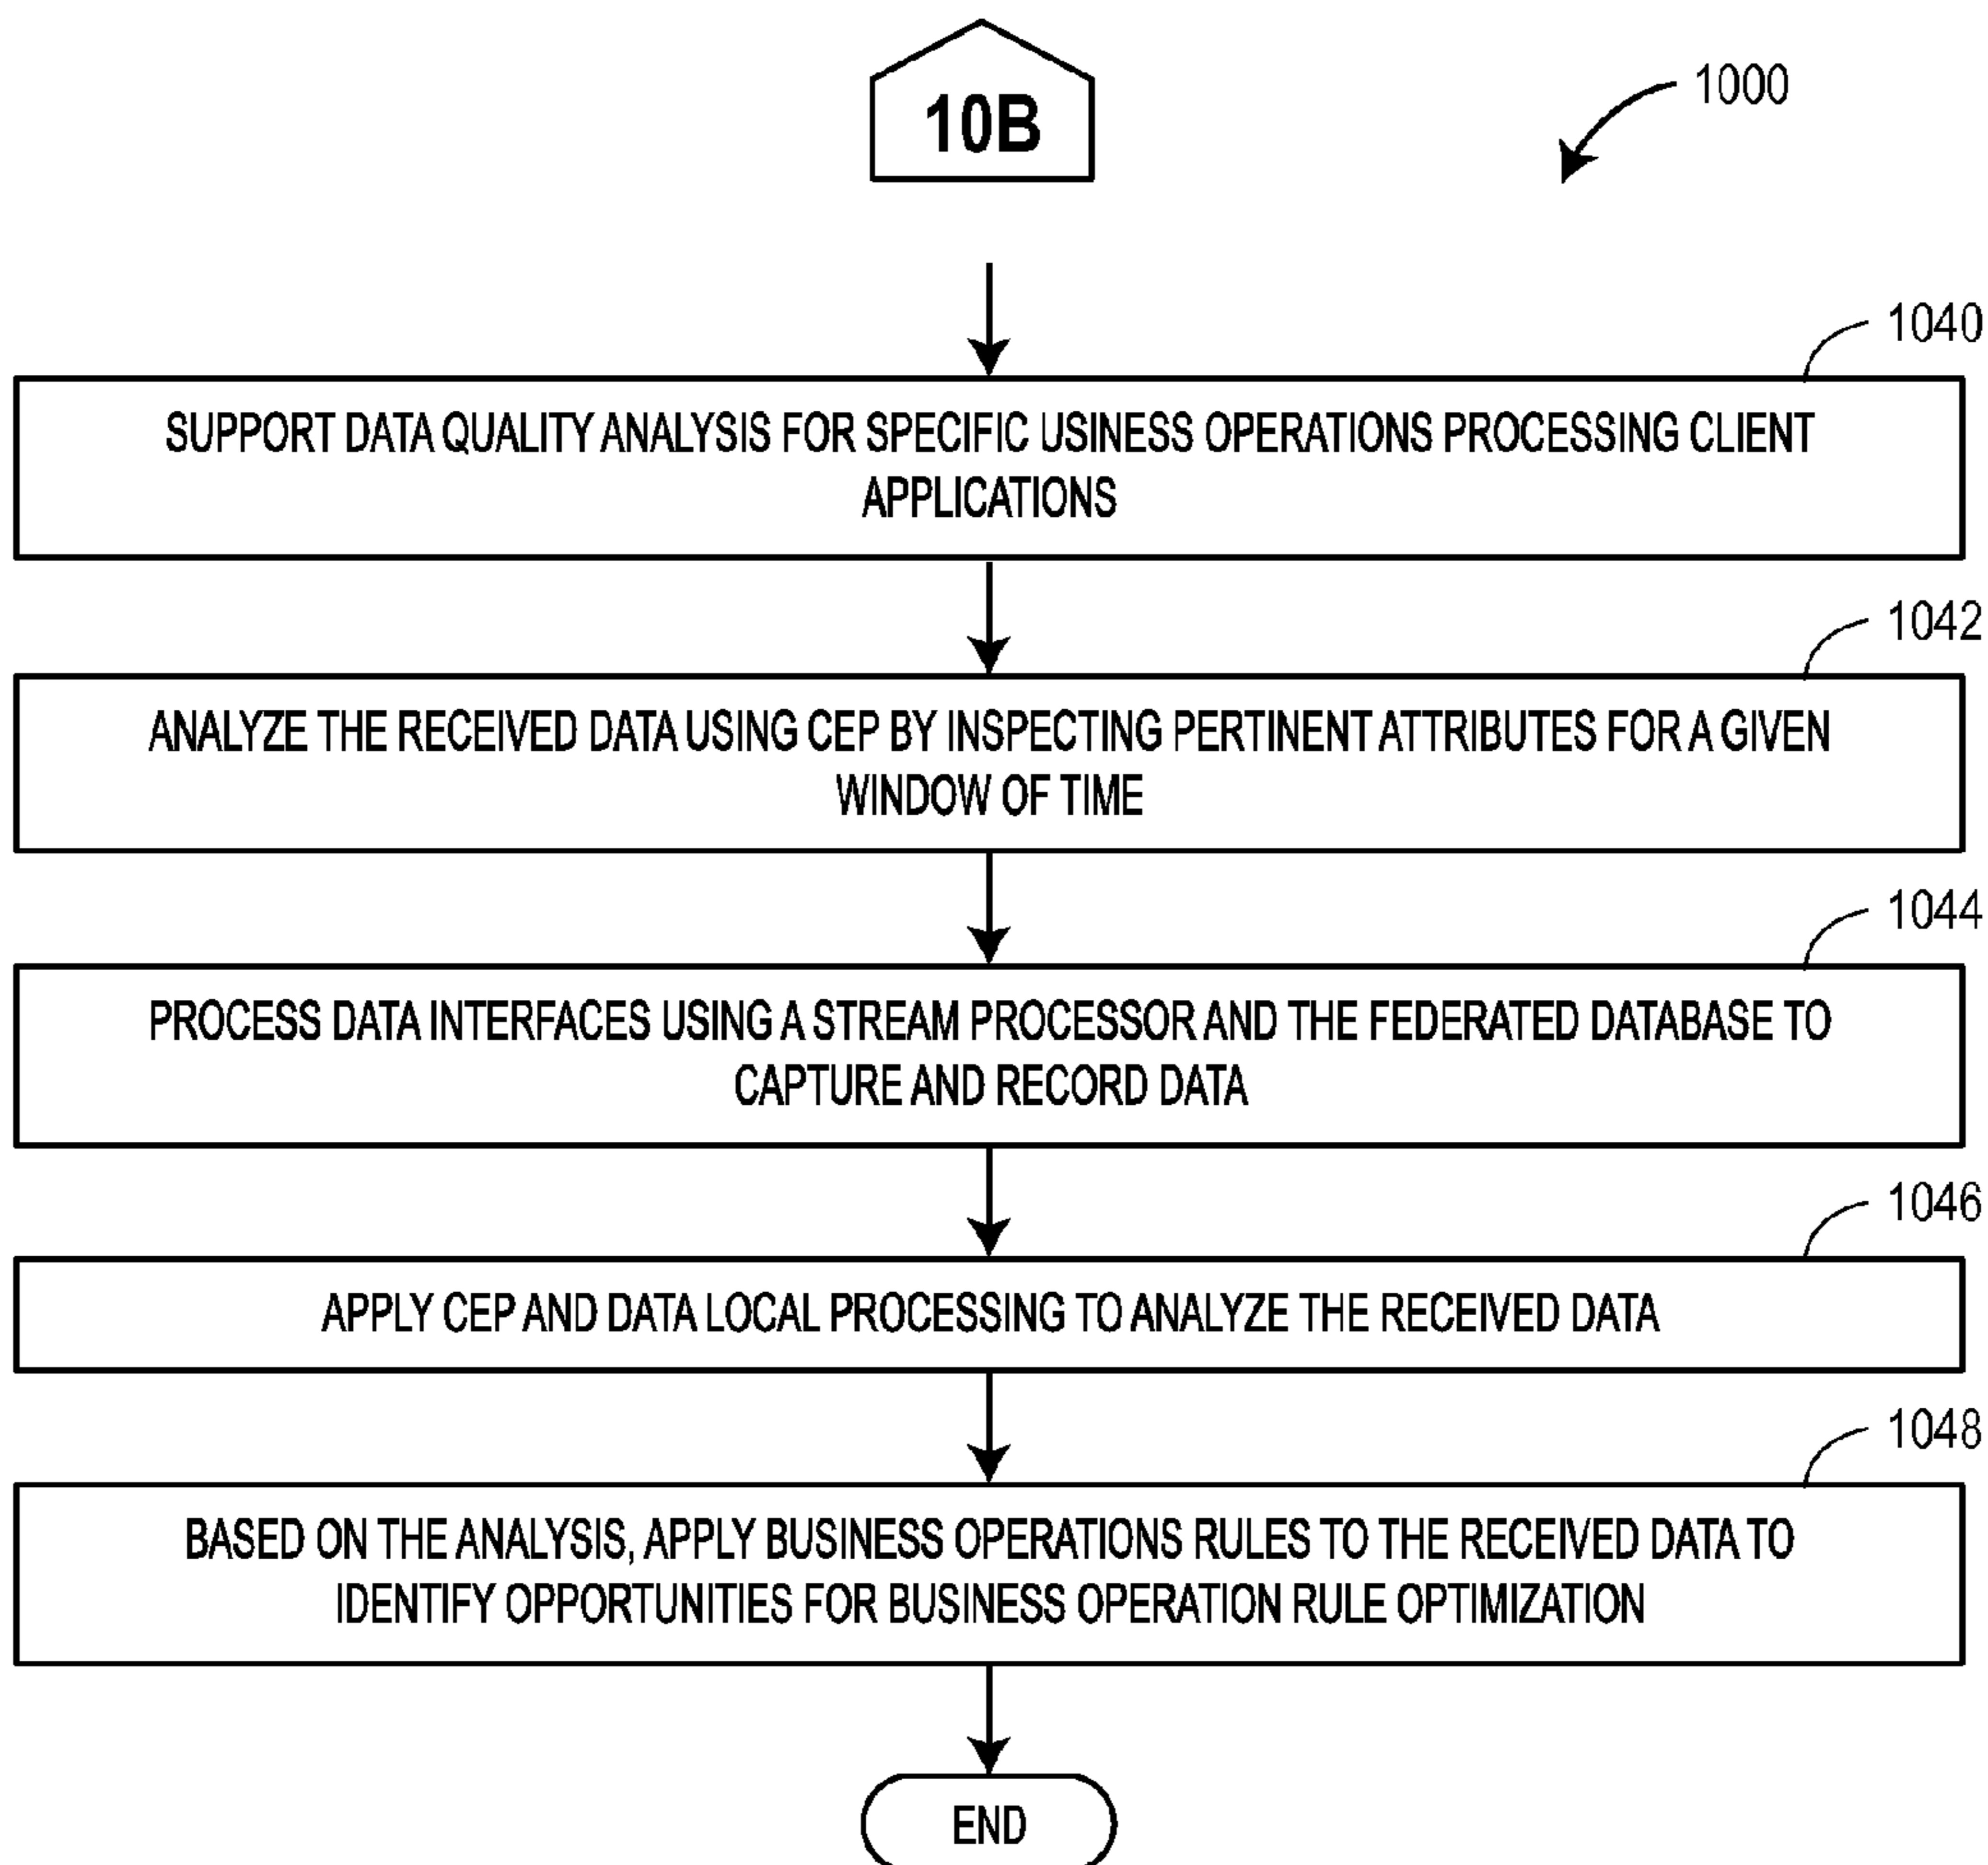 10B
1000
1040
SUPPORT DATA QUALITY ANALYSIS FOR SPECIFIC USINESS OPERATIONS PROCESSING CLIENT
APPLICATIONS
1042
ANALYZE THE RECEIVED DATA USING CEP BY INSPECTING PERTINENT ATTRIBUTES FOR A GIVEN
WINDOW OF TIME
1044
PROCESS DATA INTERFACES USING A STREAM PROCESSOR AND THE FEDERATED DATABASE TO
CAPTURE AND RECORD DATA
1046
APPLY CEP AND DATA LOCAL PROCESSING TO ANALYZE THE RECEIVED DATA
1048
BASED ON THE ANALYSIS, APPLY BUSINESS OPERATIONS RULES TO THE RECEIVED DATA TO
IDENTIFY OPPORTUNITIES FOR BUSINESS OPERATION RULE OPTIMIZATION
END